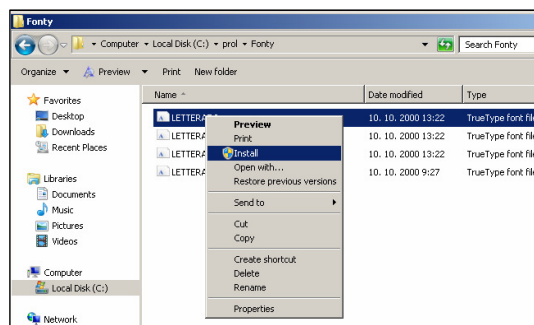 Fonty
Computer Local Disk (C:) prol Fonty
Search Fonty
Organize Preview Print New folder
Name Date modified Type
Favorites
Desktop
Downloads
Recent Places
Libraries
Documents
Music
Pictures
Videos
Computer
Local Disk (C:)
Network
10. 10. 2000 13:22 TrueType font file
10. 10. 2000 13:22 TrueType font file
10. 10. 2000 13:22 TrueType font file
10. 10. 2000 9:27 TrueType font file
Preview
Print
Install
Open with...
Restore previous versions
Send to
Cut
Copy
Create shortcut
Delete
Rename
Properties